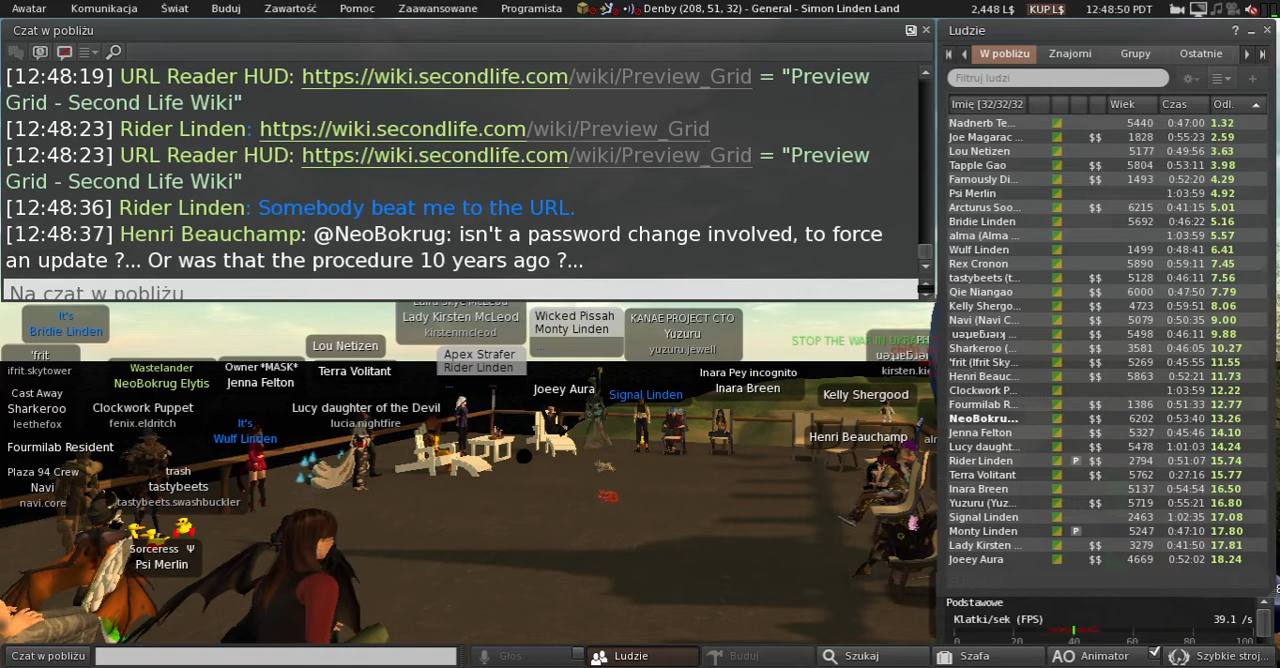 Awatar Komunikacja Świat Buduj Zawartość Pomoc Zaawansowane Programista Denby (208, 51, 32) - General - Simon Linden Land 2,448 L$ KUP L$ 12:48:50 PDT
Czat w pobliżu
[12:48:19] URL Reader HUD: https://wiki.secondlife.com/wiki/Preview_Grid = "Preview
Grid - Second Life Wiki"
[12:48:23] Rider Linden: https://wiki.secondlife.com/wiki/Preview_Grid
[12:48:23] URL Reader HUD: https://wiki.secondlife.com/wiki/Preview_Grid = "Preview
Grid - Second Life Wiki"
[12:48:36] Rider Linden: Somebody beat me to the URL.
[12:48:37] Henri Beauchamp: @NeoBokrug: isn't a password change involved, to force
an update ?... Or was that the procedure 10 years ago ?...
Na czat w pobliżu
It's
Bridie Linden
Laird Skye McLeod
Lady Kirsten McLeod
kirstenmcleod
Wicked Pissah
Monty Linden
KANAE PROJECT CTO
Yuzuru
yuzuru.jewell
STOP THE WAR IN UKRA
kirsten.kie
'frit
ifrit.skytower
Lou Netizen
Apex Strafer
Rider Linden
Wastelander
NeoBokrug Elytis
Owner *MASK*
Jenna Felton
Terra Volitant
Joeey Aura
Signal Linden
Inara Pey incognito
Inara Breen
Kelly Shergood
Cast Away
Sharkeroo
leethefox
Clockwork Puppet
fenix.eldritch
Lucy daughter of the Devil
lucia.nightfire
It's
Wulf Linden
Henri Beauchamp
Fourmilab Resident
Plaza 94 Crew
Navi
navi.core
trash
tastybeets
tastybeets.swashbuckler
Sorceress Ψ
Psi Merlin
Ludzie
W pobliżu Znajomi Grupy Ostatnie
Filtruj ludzi
Imię [32/32/32 Wiek Czas Odl.
Nadnerb Te... 5440 0:47:00 1.32
Joe Magarac ... $$ 1828 0:55:23 2.59
Lou Netizen 5177 0:49:56 3.63
Tapple Gao $$ 5804 0:53:11 3.98
Famously Di... $$ 1493 0:52:20 4.29
Psi Merlin 1:03:59 4.92
Arcturus Soo... $$ 6215 0:41:15 5.01
Bridie Linden 5692 0:46:22 5.16
alma (Alma ... 1:03:59 5.57
Wulf Linden 1499 0:48:41 6.41
Rex Cronon 5890 0:59:11 7.45
tastybeets (t... $$ 5128 0:46:11 7.56
Qie Niangao $$ 6000 0:47:50 7.79
Kelly Shergo... $$ 4723 0:59:51 8.06
Navi (Navi C... $$ 5079 0:50:35 9.00
$$ 5498 0:46:11 9.88
Sharkeroo (... $$ 3581 0:46:05 10.27
'frit (Ifrit Sky... $$ 5269 0:45:55 11.55
Henri Beauc... $$ 5863 0:52:21 11.73
Clockwork P... 1:03:59 12.22
Fourmilab R... $$ 1386 0:51:33 12.77
NeoBokru... $$ 6202 0:53:40 13.26
Jenna Felton $$ 5327 0:45:46 14.10
Lucy daught... $$ 5478 1:01:03 14.24
Rider Linden P $$ 2794 0:51:07 15.74
Terra Volitant $$ 5762 0:27:16 15.77
Inara Breen 5137 0:54:54 16.50
Yuzuru (Yuz... $$ 5719 0:55:21 16.80
Signal Linden 2463 1:02:35 17.08
Monty Linden P 5247 0:47:10 17.80
Lady Kirsten ... $$ 3279 0:41:50 17.81
Joeey Aura $$ 4669 0:52:02 18.24
Podstawowe
Klatki/sek (FPS) 39.1 /s
0 20 40 60 80 100
Czat w pobliżu Głos Ludzie Buduj Szukaj Szafa AO Animator Szybkie stroj...